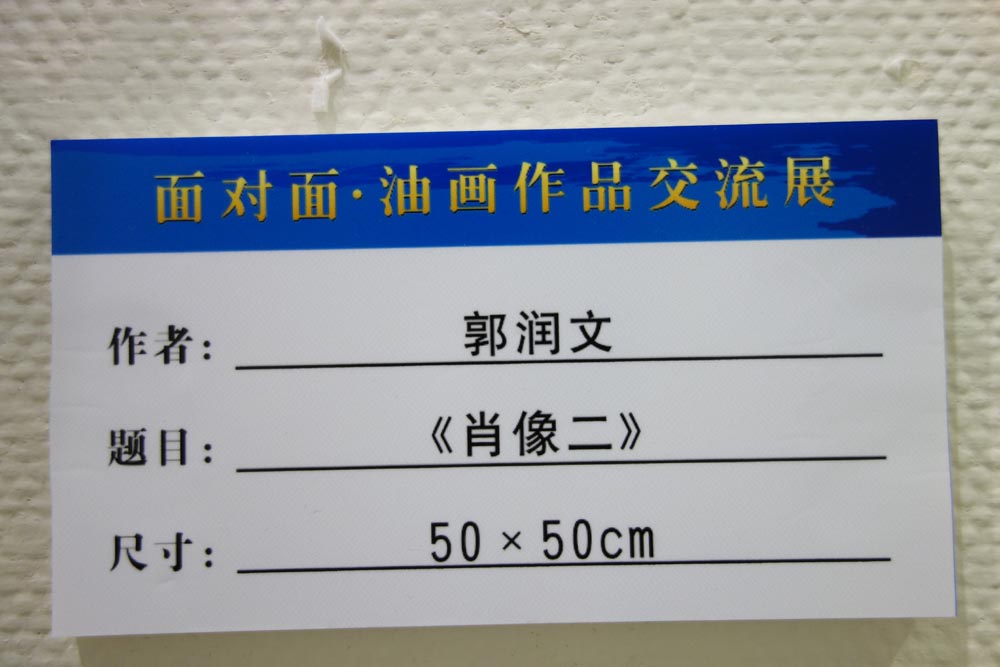 面对面·油画作品交流展
作者： 郭润文
题目： 《肖像二》
尺寸： 50×50cm